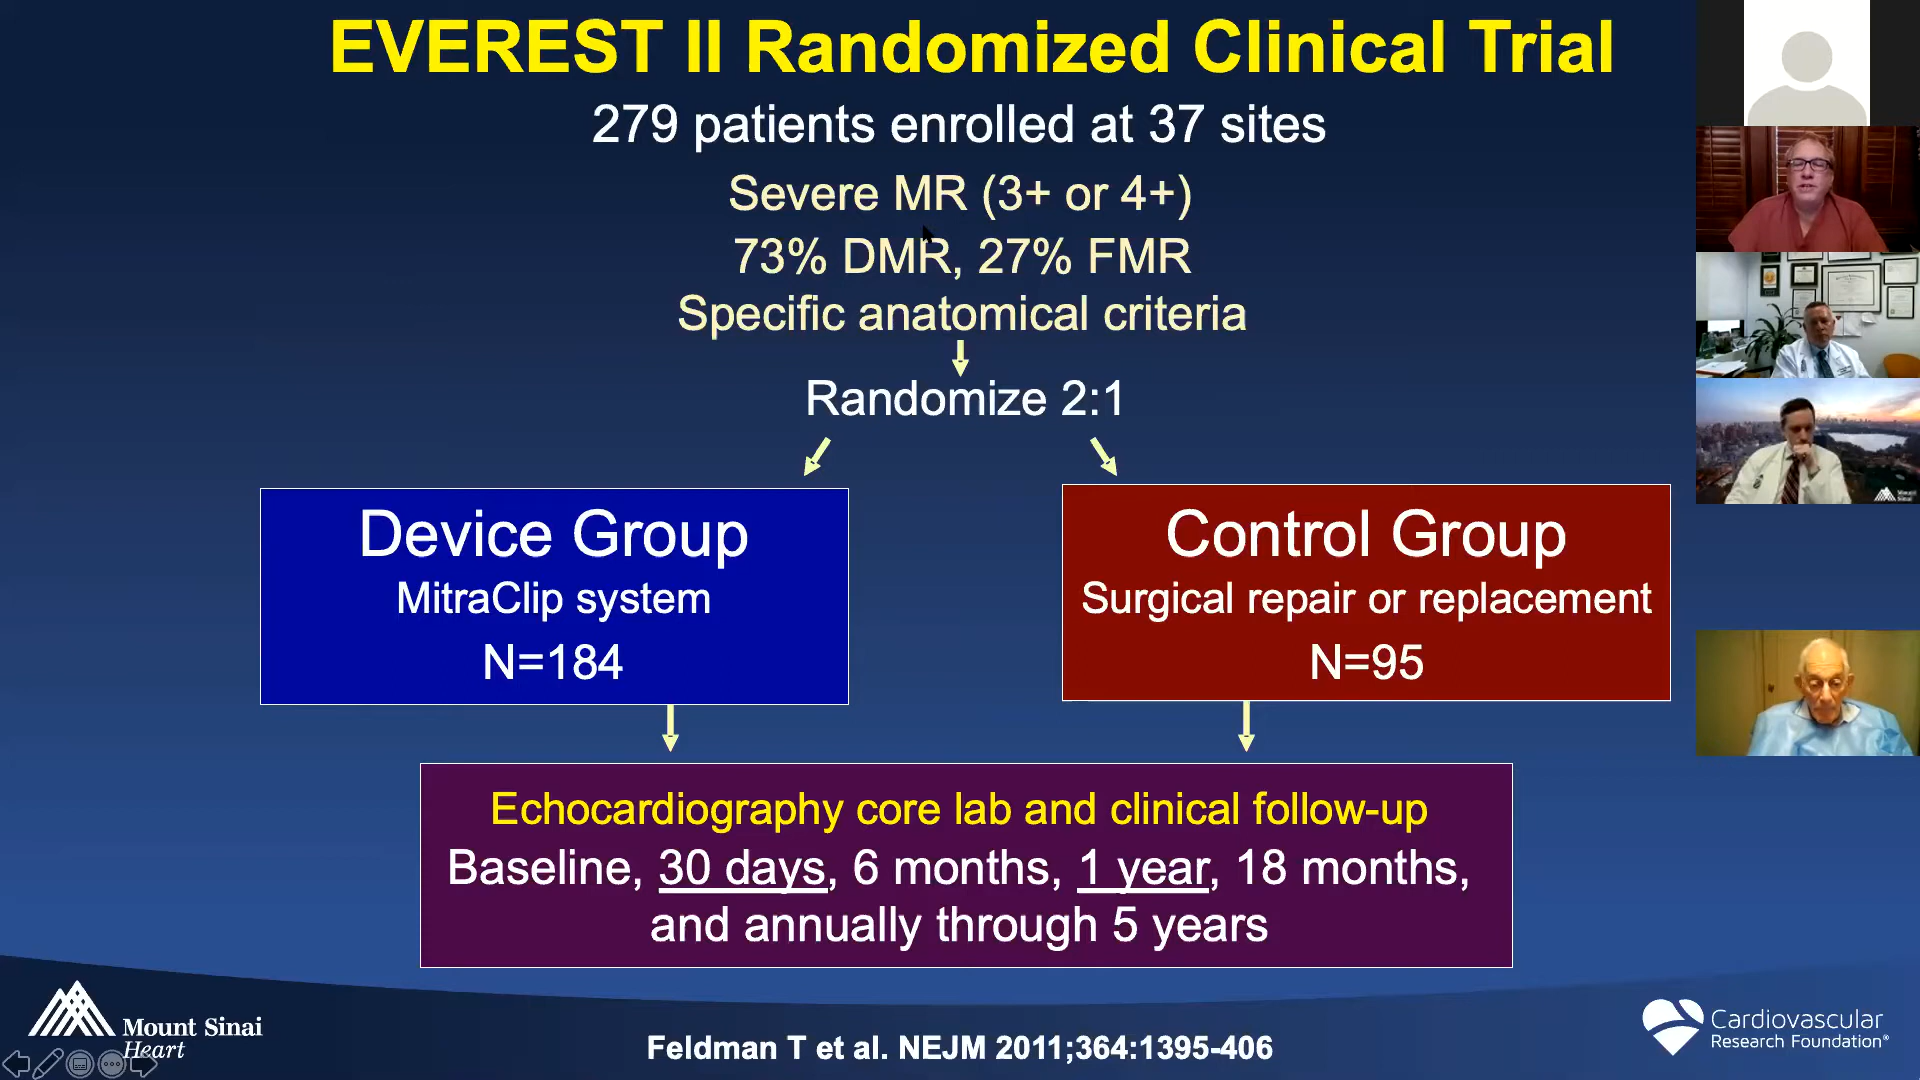 EVEREST II Randomized Clinical Trial
279 patients enrolled at 37 sites
Severe MR (3+ or 4+)
73% DMR, 27% FMR
Specific anatomical criteria
Randomize 2:1
Device Group
MitraClip system
N=184
Control Group
Surgical repair or replacement
N=95
Echocardiography core lab and clinical follow-up
Baseline, 30 days, 6 months, 1 year, 18 months,
and annually through 5 years
Mount Sinai
Heart
Feldman T et al. NEJM 2011;364:1395-406
Cardiovascular
Research Foundation®
Mount
Sinai